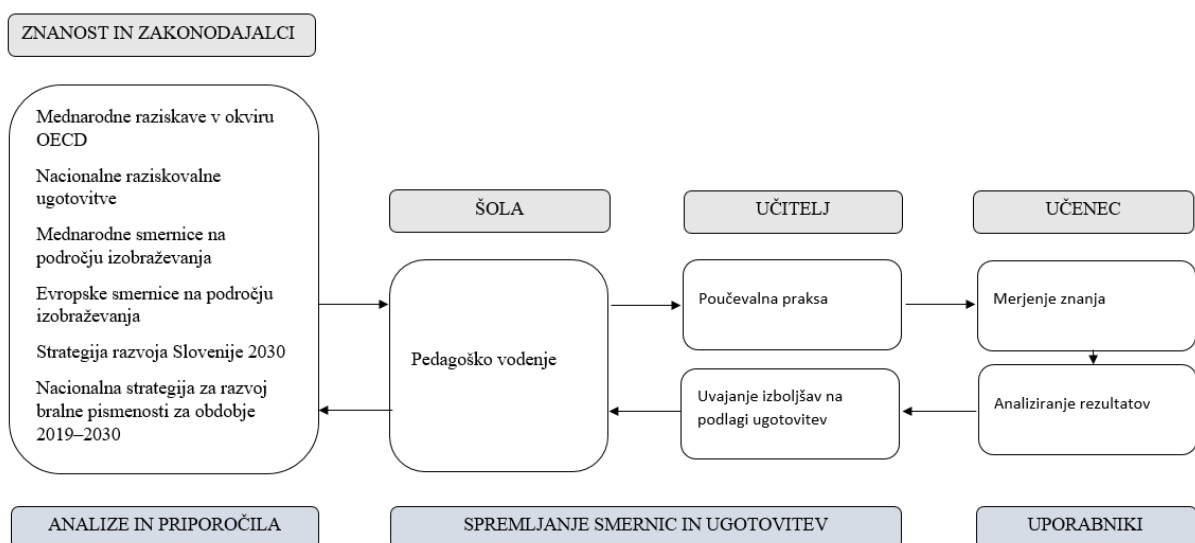 ZNANOST IN ZAKONODAJALCI
Mednarodne raziskave v okviru
OECD
Nacionalne raziskovalne
ugotovitve
Mednarodne smernice na
področju izobraževanja
Evropske smernice na področju
izobraževanja
Strategija razvoja Slovenije 2030
Nacionalna strategija za razvoj
bralne pismenosti za obdobje
2019–2030
ŠOLA
Pedagoško vodenje
UČITELJ
Poučevalna praksa
Uvajanje izboljšav na
podlagi ugotovitev
UČENEC
Merjenje znanja
Analiziranje rezultatov
ANALIZE IN PRIPOROČILA
SPREMLJANJE SMERNIC IN UGOTOVITEV
UPORABNIKI